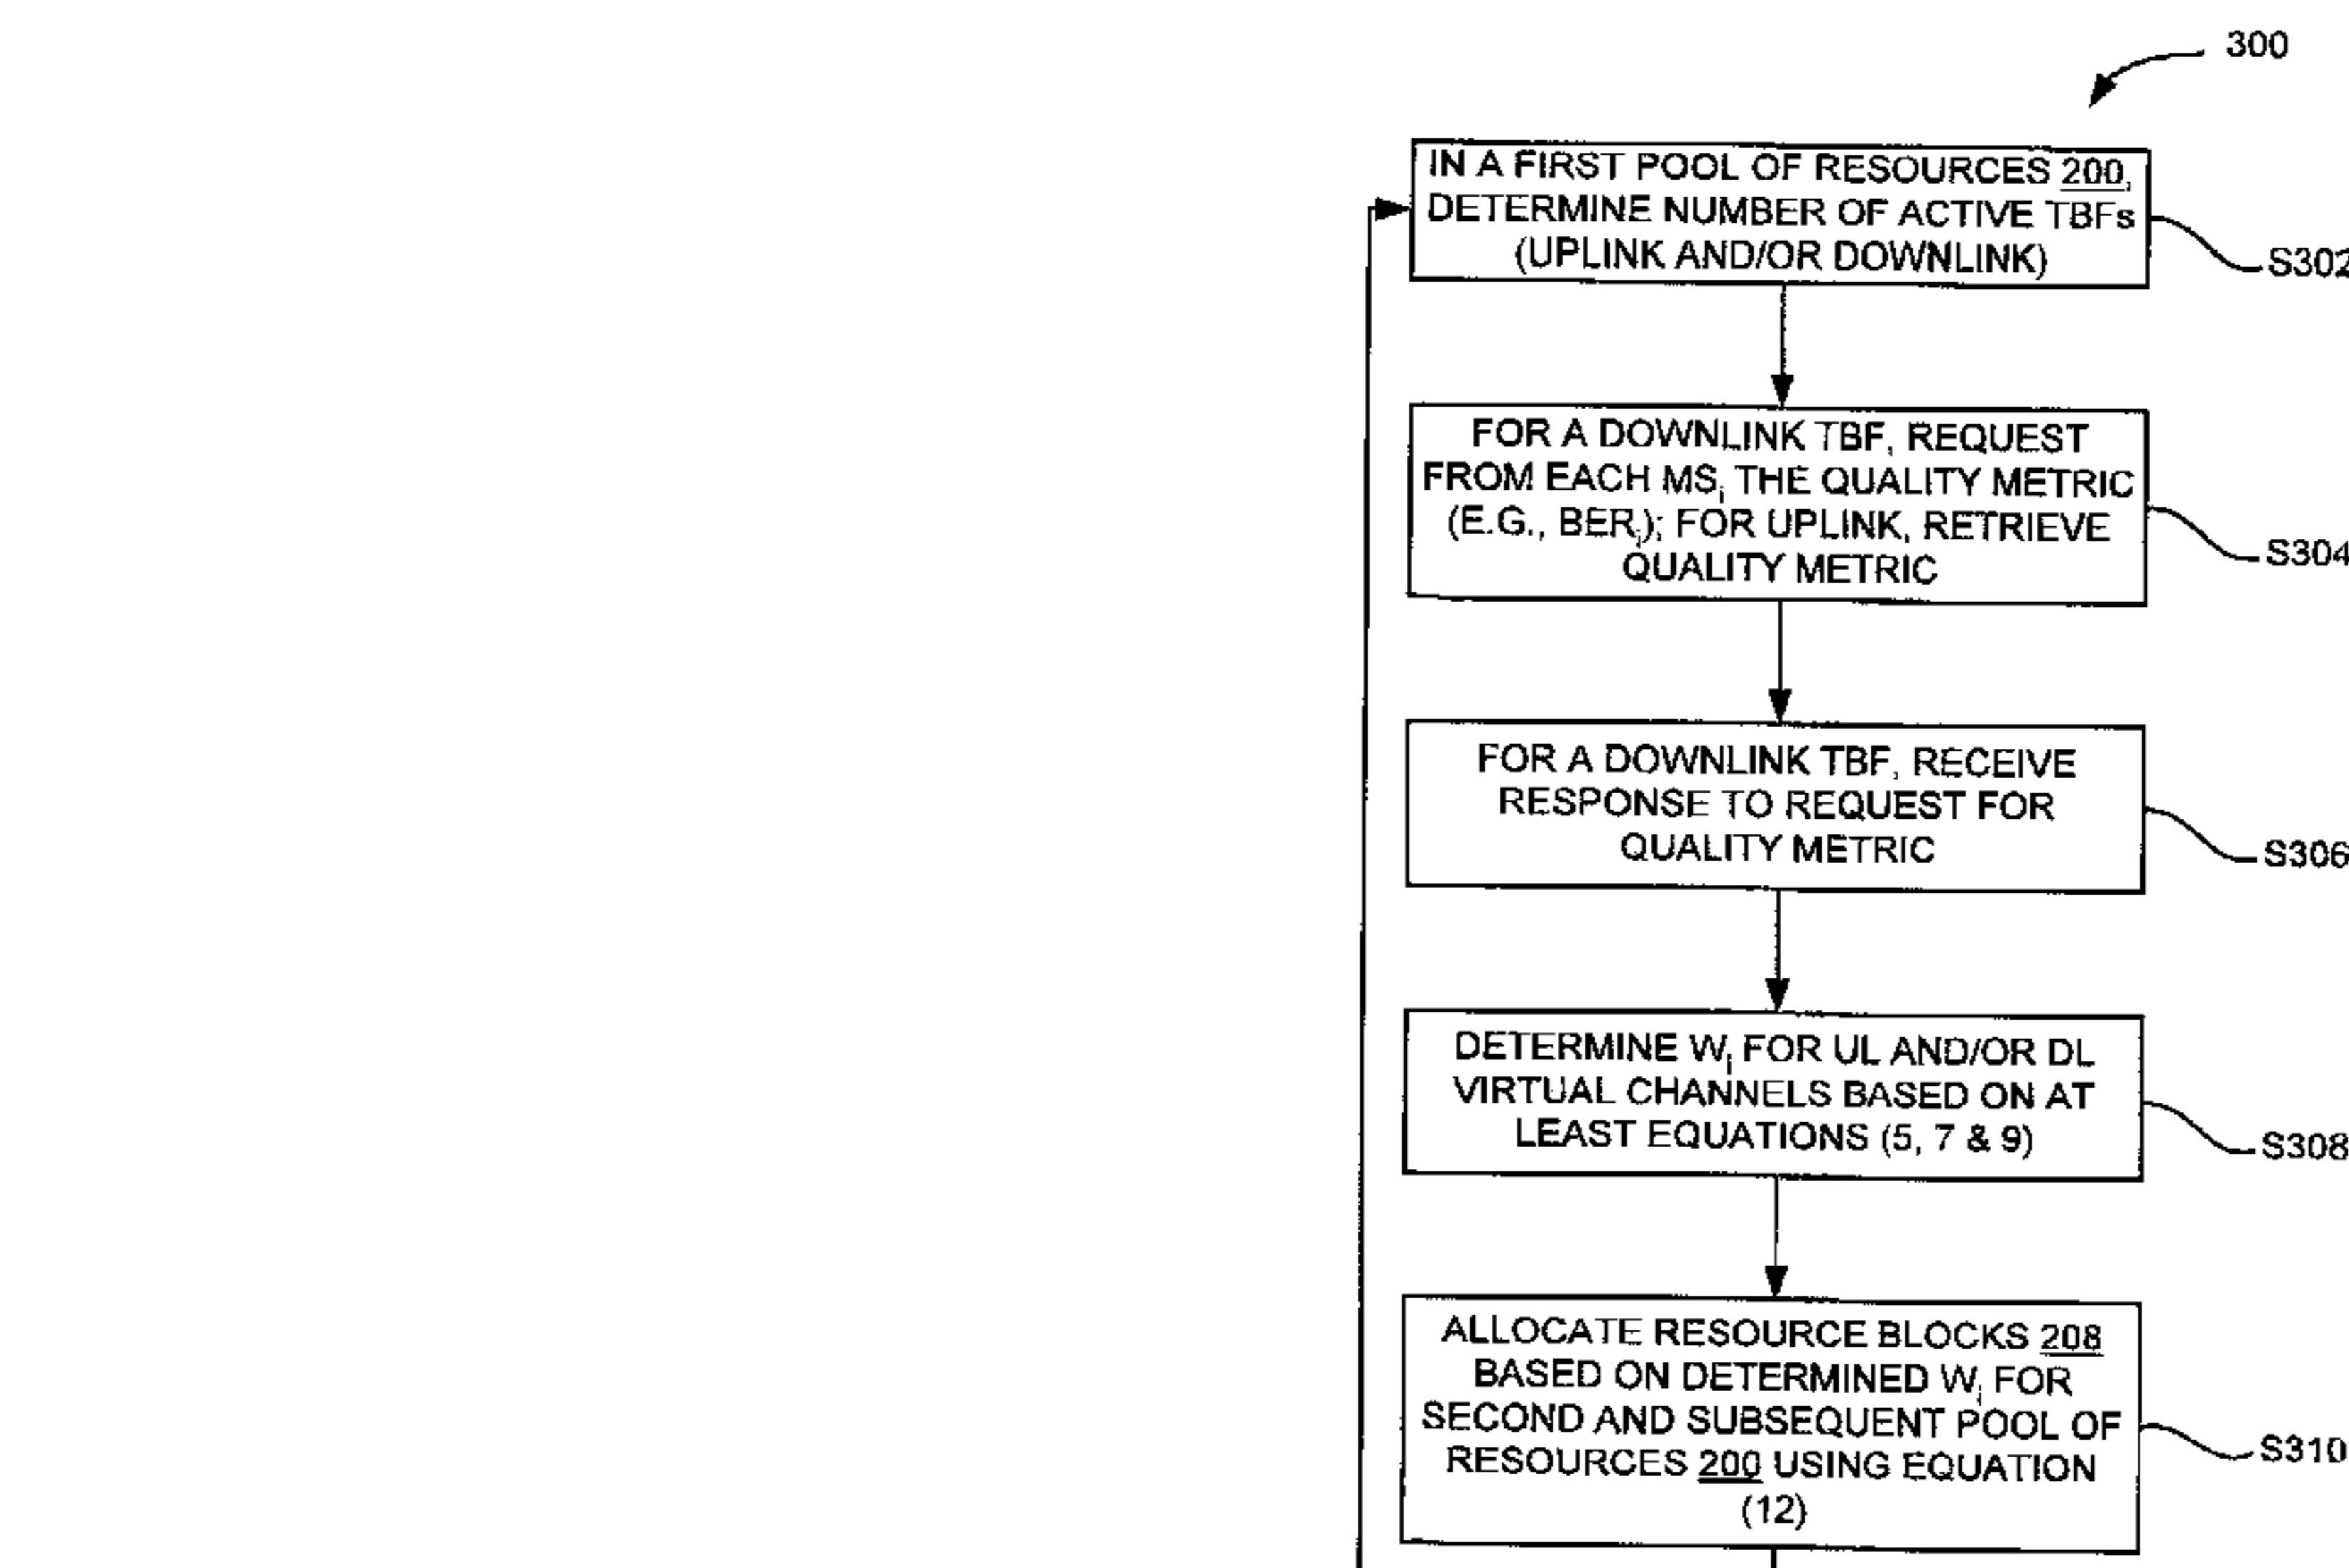 300
IN A FIRST POOL OF RESOURCES 200,
DETERMINE NUMBER OF ACTIVE TBFs
(UPLINK AND/OR DOWNLINK)
S302
FOR A DOWNLINK TBF, REQUEST
FROM EACH MSi THE QUALITY METRIC
(E.G., BERi); FOR UPLINK, RETRIEVE
QUALITY METRIC
S304
FOR A DOWNLINK TBF, RECEIVE
RESPONSE TO REQUEST FOR
QUALITY METRIC
S306
DETERMINE Wi FOR UL AND/OR DL
VIRTUAL CHANNELS BASED ON AT
LEAST EQUATIONS (5, 7 & 9)
S308
ALLOCATE RESOURCE BLOCKS 208
BASED ON DETERMINED Wi FOR
SECOND AND SUBSEQUENT POOL OF
RESOURCES 200 USING EQUATION
(12)
S310